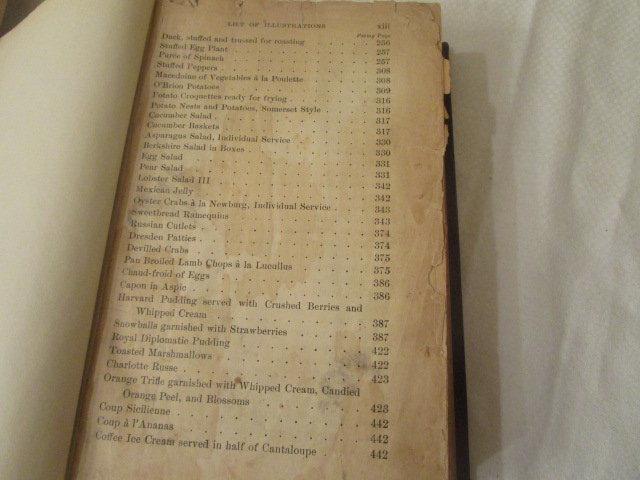 LIST OF ILLUSTRATIONS xiii
Facing Page
Duck, stuffed and trussed for roasting 256
Stuffed Egg Plant 257
Purée of Spinach 257
Stuffed Peppers 308
Macedoine of Vegetables à la Poulette 308
O'Brion Potatoes 309
Potato Croquettes ready for frying 316
Potato Nests and Potatoes, Somerset Style 316
Cucumber Salad 317
Cucumber Baskets 317
Asparagus Salad, Individual Service 330
Berkshire Salad in Boxes 330
Egg Salad 331
Pear Salad 331
Lobster Salad III 342
Mexican Jelly 342
Oyster Crabs à la Newburg, Individual Service 343
Sweetbread Ramequins 343
Russian Cutlets 374
Dresden Patties 374
Devilled Crabs 375
Pan Broiled Lamb Chops à la Lucullus 375
Chaud-froid of Eggs 386
Capon in Aspic 386
Harvard Pudding served with Crushed Berries and
Whipped Cream 387
Snowballs garnished with Strawberries 387
Royal Diplomatic Pudding 422
Toasted Marshmallows 422
Charlotte Russe 423
Orange Trifle garnished with Whipped Cream, Candied
Orange Peel, and Blossoms 423
Coup Sicilienne 442
Coup à l'Ananas 442
Coffee Ice Cream served in half of Cantaloupe 442